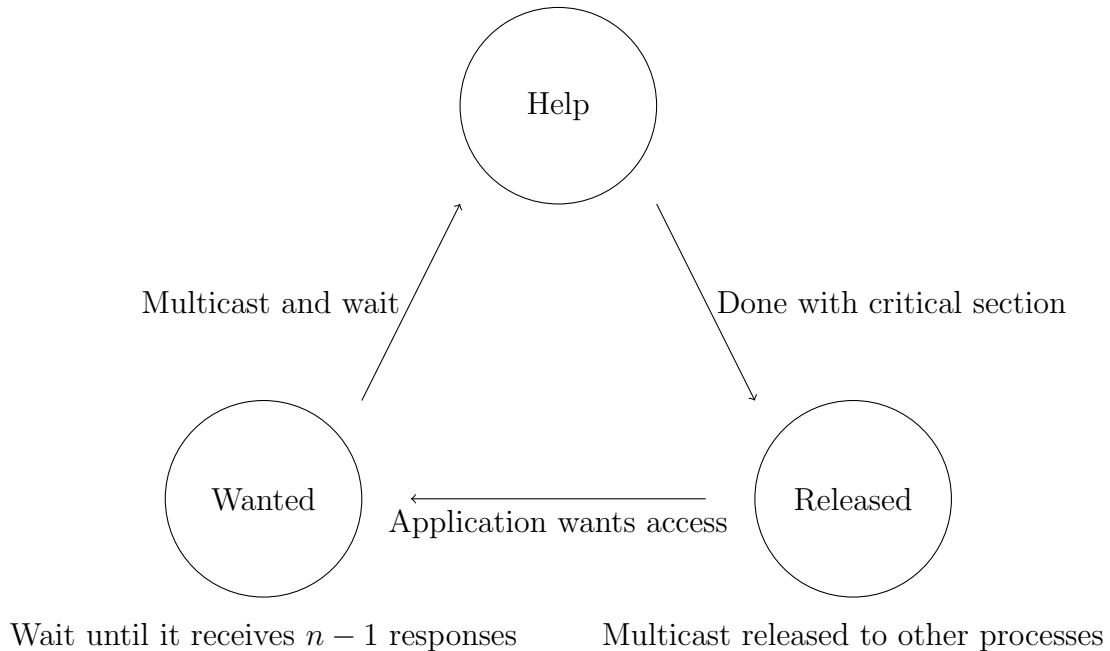 Help
Multicast and wait
Done with critical section
Wanted
Released
Application wants access
Wait until it receives n − 1 responses
Multicast released to other processes